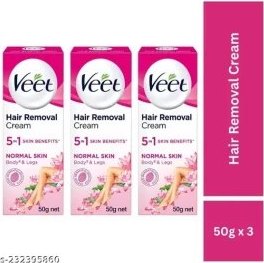 Veet
Hair Removal
Cream
5in1 SKIN BENEFITS*
NORMAL SKIN
Body & Legs
50g net
Veet
Hair Removal
Cream
5in1 SKIN BENEFITS*
NORMAL SKIN
Body & Legs
50g net
Veet
Hair Removal
Cream
5in1 SKIN BENEFITS*
NORMAL SKIN
Body & Legs
50g net
Hair Removal Cream
50g x 3
s-232395860